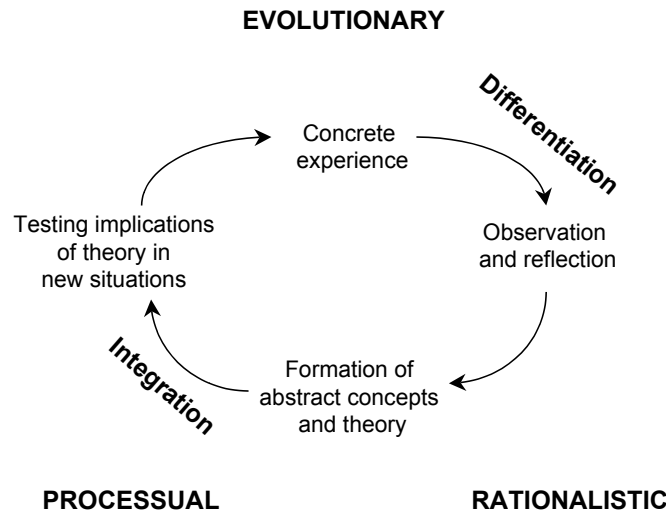 EVOLUTIONARY
Differentiation
Concrete
experience
Testing implications
of theory in
new situations
Observation
and reflection
Integration
Formation of
abstract concepts
and theory
PROCESSUAL
RATIONALISTIC